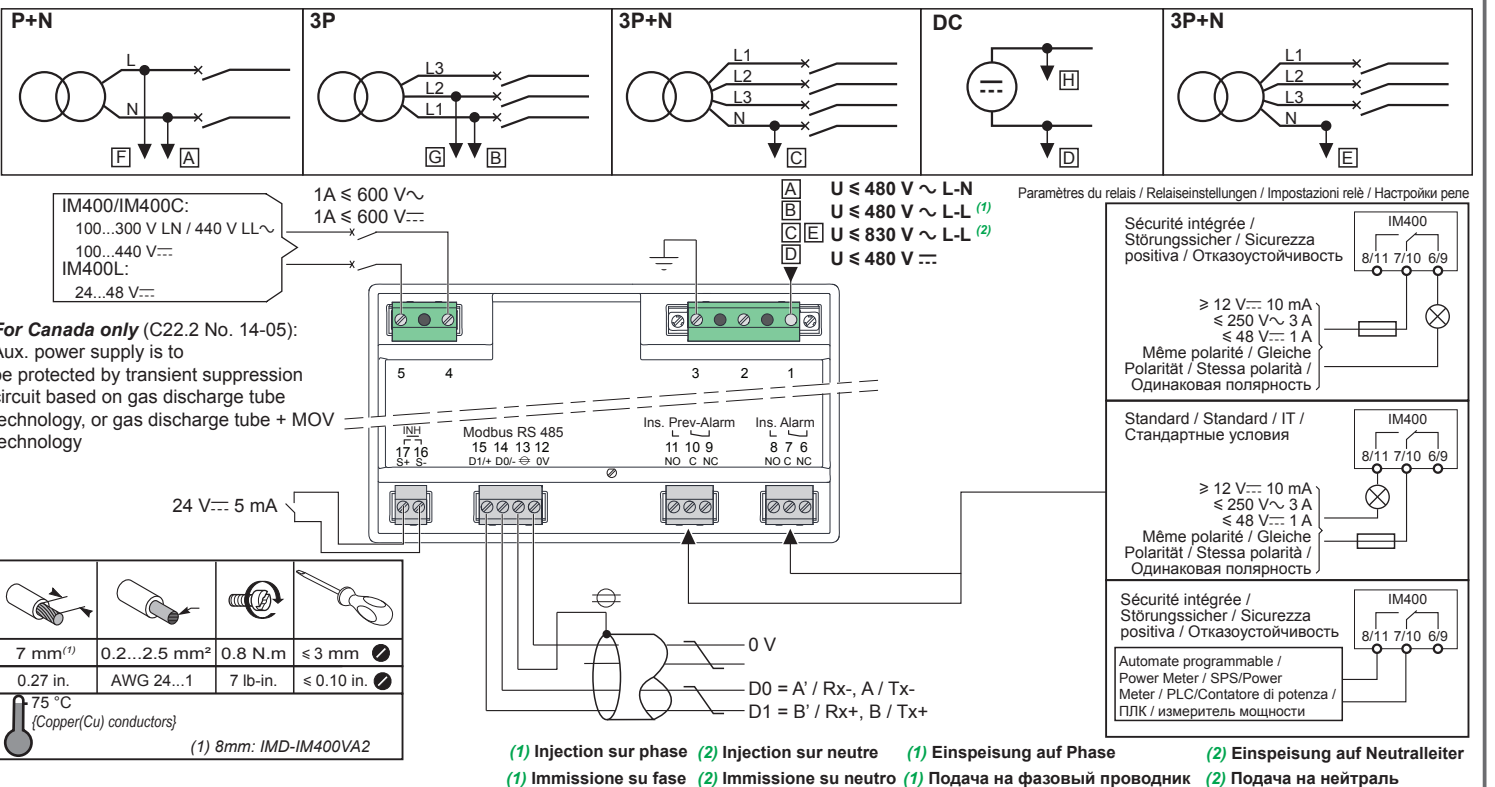 P+N
L
N
F
A
3P
L3
L2
L1
G
B
3P+N
L1
L2
L3
N
C
DC
H
D
3P+N
L1
L2
L3
N
E
IM400/IM400C:
100...300 V LN / 440 V LL~
100...440 V⎓
IM400L:
24...48 V⎓
1A ≤ 600 V~
1A ≤ 600 V⎓
A U ≤ 480 V ~ L-N
B U ≤ 480 V ~ L-L (1)
C E U ≤ 830 V ~ L-L (2)
D U ≤ 480 V ⎓
For Canada only (C22.2 No. 14-05):
Aux. power supply is to
be protected by transient suppression
circuit based on gas discharge tube
technology, or gas discharge tube + MOV
technology
5 4 3 2 1
INH
17 16
S+ S-
Modbus RS 485
15 14 13 12
D1/+ D0/- 0V
Ins. Prev-Alarm
11 10 9
NO C NC
Ins. Alarm
8 7 6
NO C NC
24 V⎓ 5 mA
7 mm(1) 0.2...2.5 mm² 0.8 N.m ≤ 3 mm
0.27 in. AWG 24...1 7 lb-in. ≤ 0.10 in.
75 °C
{Copper(Cu) conductors}
(1) 8mm: IMD-IM400VA2
0 V
D0 = A’ / Rx-, A / Tx-
D1 = B’ / Rx+, B / Tx+
Paramètres du relais / Relaiseinstellungen / Impostazioni relè / Настройки реле
Sécurité intégrée /
Störungssicher / Sicurezza
positiva / Отказоустойчивость
IM400
8/11 7/10 6/9
≥ 12 V⎓ 10 mA
≤ 250 V~ 3 A
≤ 48 V⎓ 1 A
Même polarité / Gleiche
Polarität / Stessa polarità /
Одинаковая полярность
Standard / Standard / IT /
Стандартные условия
IM400
8/11 7/10 6/9
≥ 12 V⎓ 10 mA
≤ 250 V~ 3 A
≤ 48 V⎓ 1 A
Même polarité / Gleiche
Polarität / Stessa polarità /
Одинаковая полярность
Sécurité intégrée /
Störungssicher / Sicurezza
positiva / Отказоустойчивость
IM400
8/11 7/10 6/9
Automate programmable /
Power Meter / SPS/Power
Meter / PLC/Contatore di potenza /
ПЛК / измеритель мощности
(1) Injection sur phase (2) Injection sur neutre (1) Einspeisung auf Phase (2) Einspeisung auf Neutralleiter
(1) Immissione su fase (2) Immissione su neutro (1) Подача на фазовый проводник (2) Подача на нейтраль